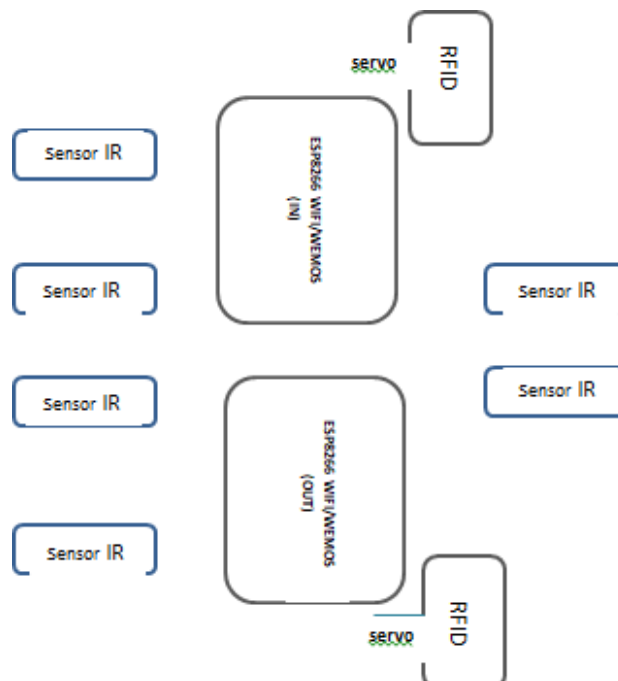 servo
RFID
Sensor IR
ESP8266 WIFI/WEMOS
(IN)
Sensor IR
Sensor IR
Sensor IR
Sensor IR
ESP8266 WIFI/WEMOS
(OUT)
Sensor IR
servo
RFID